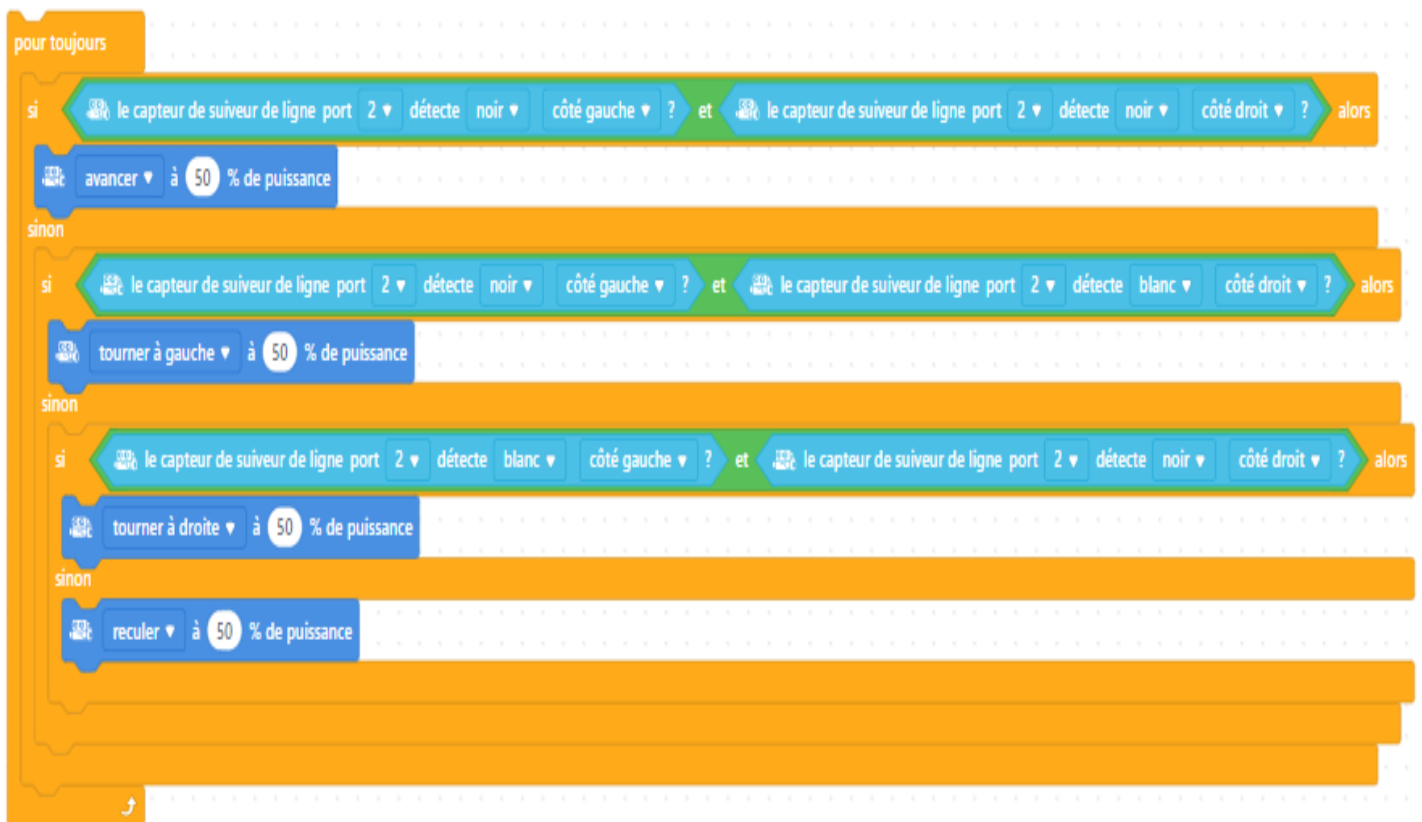 pour toujours
si le capteur de suiveur de ligne port 2 détecte noir côté gauche ? et le capteur de suiveur de ligne port 2 détecte noir côté droit ? alors
avancer à 50 % de puissance
sinon
si le capteur de suiveur de ligne port 2 détecte noir côté gauche ? et le capteur de suiveur de ligne port 2 détecte blanc côté droit ? alors
tourner à gauche à 50 % de puissance
sinon
si le capteur de suiveur de ligne port 2 détecte blanc côté gauche ? et le capteur de suiveur de ligne port 2 détecte noir côté droit ? alors
tourner à droite à 50 % de puissance
sinon
reculer à 50 % de puissance